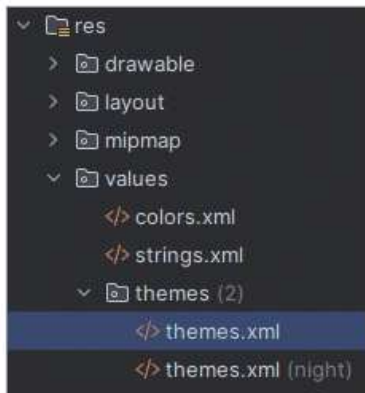 res
drawable
layout
mipmap
values
</> colors.xml
</> strings.xml
themes (2)
</> themes.xml
</> themes.xml (night)